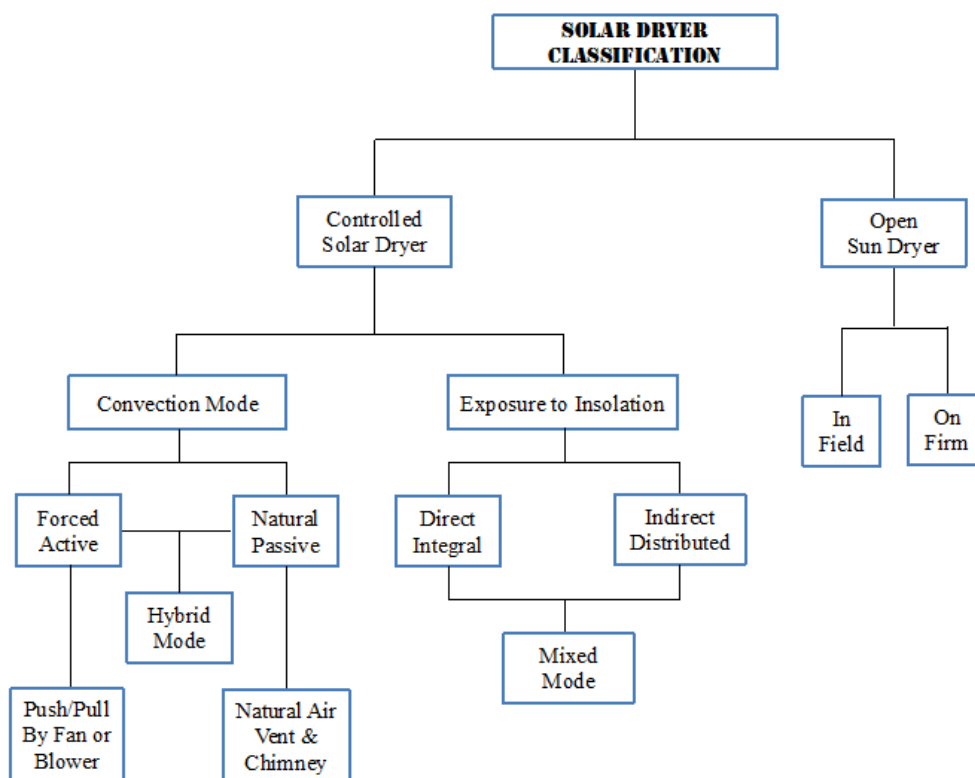 SOLAR DRYER
CLASSIFICATION
Controlled
Solar Dryer
Open
Sun Dryer
Convection Mode
Exposure to Insolation
In
Field
On
Firm
Forced
Active
Natural
Passive
Direct
Integral
Indirect
Distributed
Hybrid
Mode
Mixed
Mode
Push/Pull
By Fan or
Blower
Natural Air
Vent &
Chimney